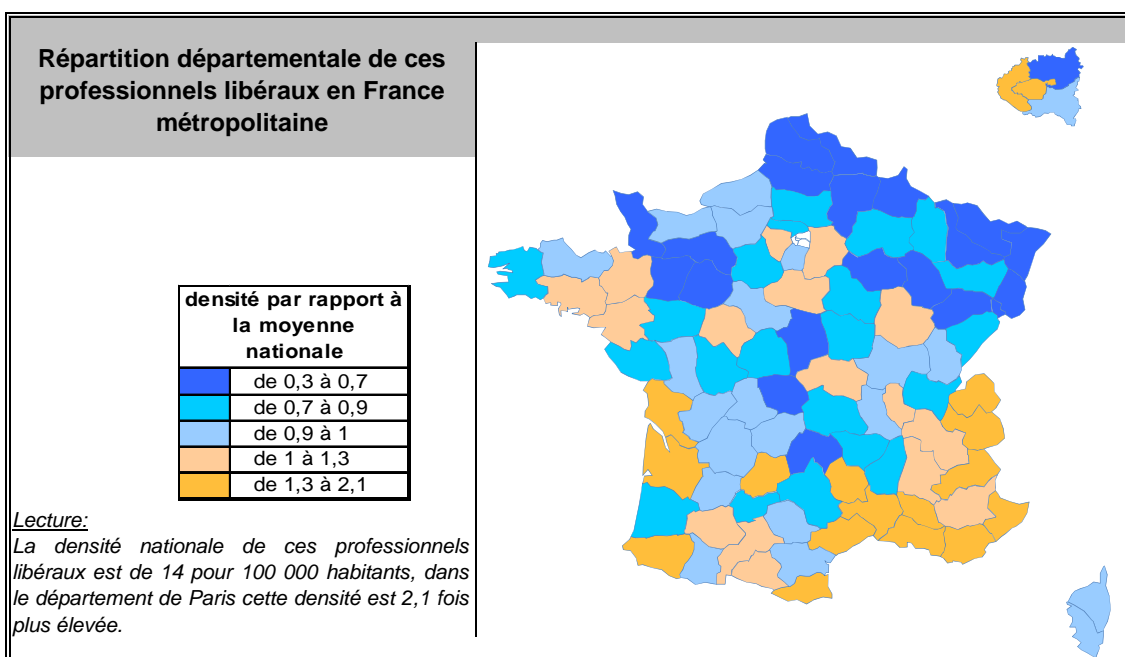 Répartition départementale de ces
professionnels libéraux en France
métropolitaine
densité par rapport à
la moyenne
nationale
de 0,3 à 0,7
de 0,7 à 0,9
de 0,9 à 1
de 1 à 1,3
de 1,3 à 2,1
Lecture:
La densité nationale de ces professionnels
libéraux est de 14 pour 100 000 habitants, dans
le département de Paris cette densité est 2,1 fois
plus élevée.